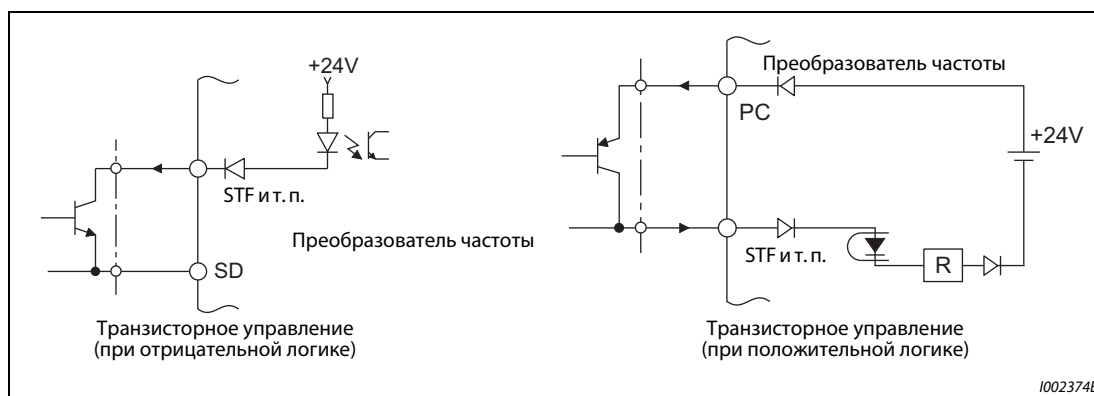 +24V
STF и т. п.
Преобразователь частоты
SD
Транзисторное управление
(при отрицательной логике)
Преобразователь частоты
PC
+24V
STF и т. п.
R
Транзисторное управление
(при положительной логике)
I002374E